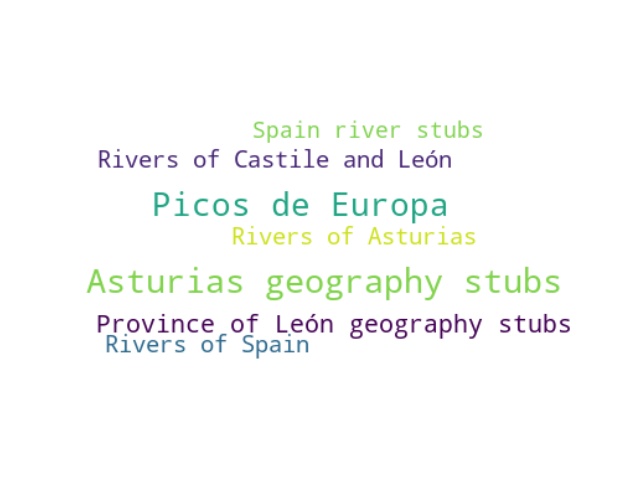 Spain river stubs
Rivers of Castile and León
Picos de Europa
Rivers of Asturias
Asturias geography stubs
Province of León geography stubs
Rivers of Spain